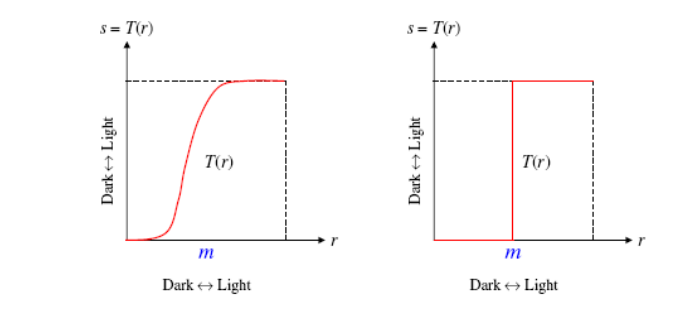 s = T(r)
Dark ↔ Light
T(r)
r
m
Dark ↔ Light
s = T(r)
Dark ↔ Light
T(r)
r
m
Dark ↔ Light